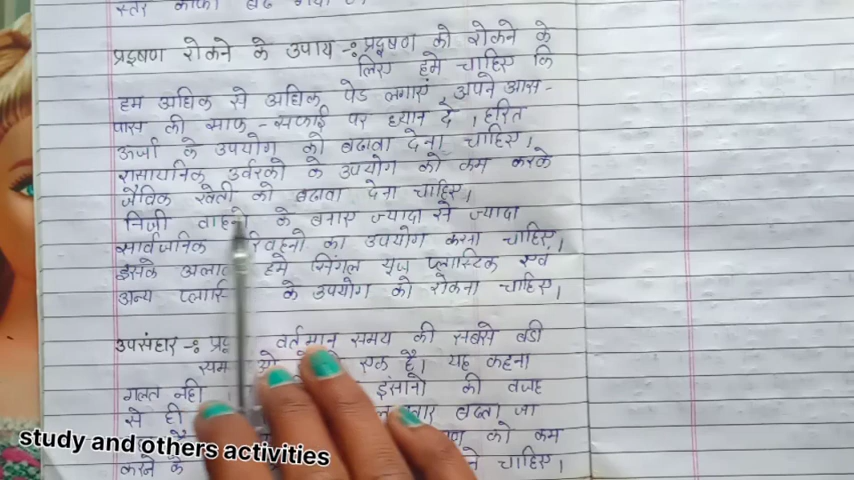 स्तर काफी बढ गया है।
प्रदूषण रोकने के उपाय -: प्रदूषण को रोकने के
लिए हमे चाहिए कि
हम अधिक से अधिक पेड लगाएं, अपने आस-
पास की साफ-सफाई पर ध्यान दें, हरित
ऊर्जा के उपयोग को बढावा देना चाहिए,
रासायनिक उर्वरको के उपयोग को कम करके
जैविक खेती को बढावा देना चाहिए,
निजी वाहनो के बजाए ज्यादा से ज्यादा
सार्वजनिक का उपयोग करना चाहिए,
इसके हमे सिंगल यूज प्लास्टिक एवं
अन्य के उपयोग को रोकना चाहिए,
उपसंहार -: वर्तमान समय की सबसे बडी
एक है। यह कहना
गलत नही इंसानो की वजह
से ही बढता जा
को कम
करने के चाहिए।
study and others activities